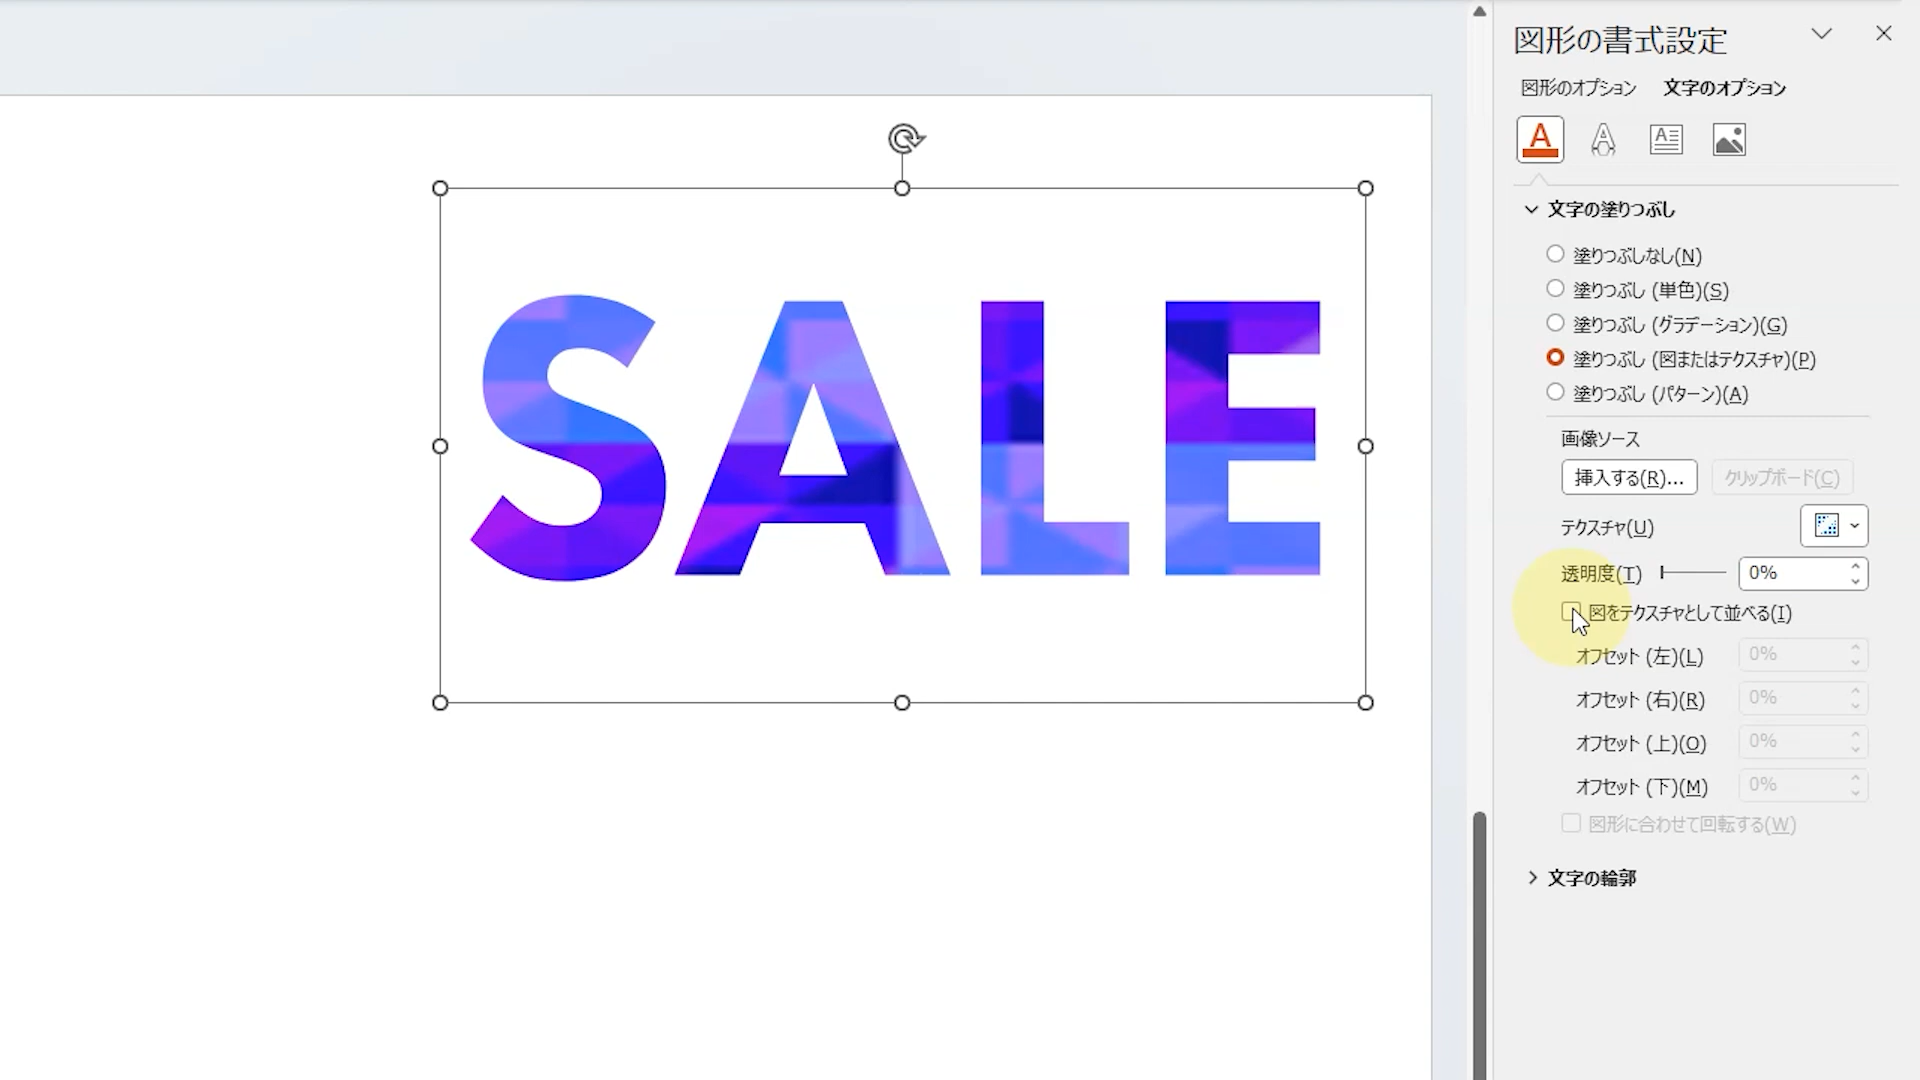 SALE
図形の書式設定
図形のオプション 文字のオプション
文字の塗りつぶし
塗りつぶしなし(N)
塗りつぶし (単色)(S)
塗りつぶし (グラデーション)(G)
塗りつぶし (図またはテクスチャ)(P)
塗りつぶし (パターン)(A)
画像ソース
挿入する(R)... クリップボード(C)
テクスチャ(U)
透明度(T) 0%
図をテクスチャとして並べる(I)
オフセット (左)(L) 0%
オフセット (右)(R) 0%
オフセット (上)(O) 0%
オフセット (下)(M) 0%
図形に合わせて回転する(W)
文字の輪郭